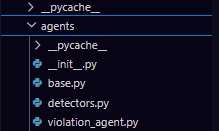 __pycache__
agents
__pycache__
__init__.py
base.py
detectors.py
violation_agent.py